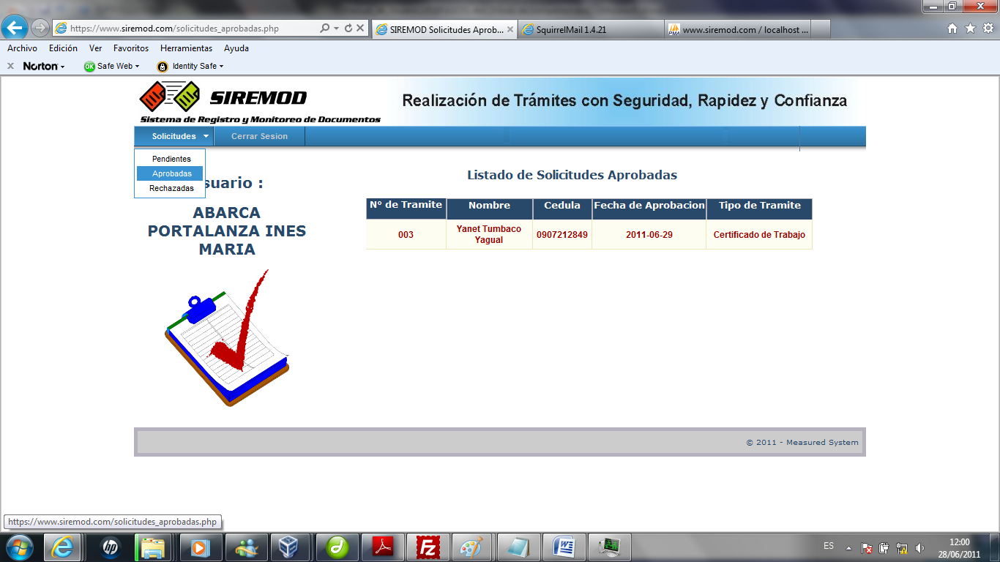 https://www.siremod.com/solicitudes_aprobadas.php
SIREMOD Solicitudes Aprob...
SquirrelMail 1.4.21
PMA
www.siremod.com / localhost ...
Archivo Edición Ver Favoritos Herramientas Ayuda
x Norton OK Safe Web Identity Safe
SIREMOD
Sistema de Registro y Monitoreo de Documentos
Realización de Trámites con Seguridad, Rapidez y Confianza
Solicitudes Cerrar Sesion
Pendientes
Aprobadas
Rechazadas
suario :
ABARCA
PORTALANZA INES
MARIA
Listado de Solicitudes Aprobadas
N° de Tramite Nombre Cedula Fecha de Aprobacion Tipo de Tramite
003 Yanet Tumbaco Yagual 0907212849 2011-06-29 Certificado de Trabajo
© 2011 - Measured System
https://www.siremod.com/solicitudes_aprobadas.php
hp
Fz
W
ES
12:00
28/06/2011